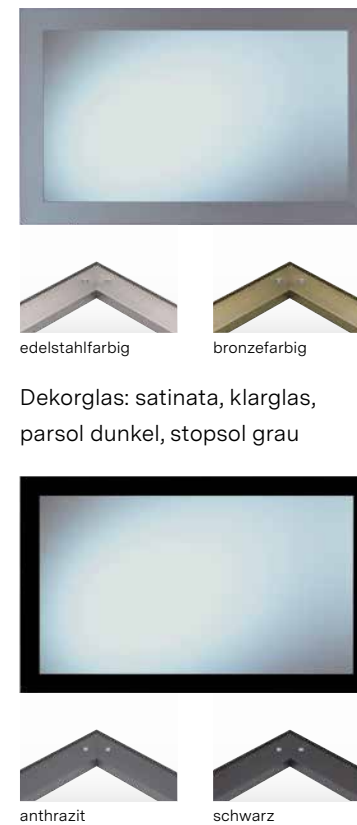 edelstahlfarbig
bronzefarbig
Dekorglas: satinata, klarglas,
parsol dunkel, stopsol grau
anthrazit
schwarz